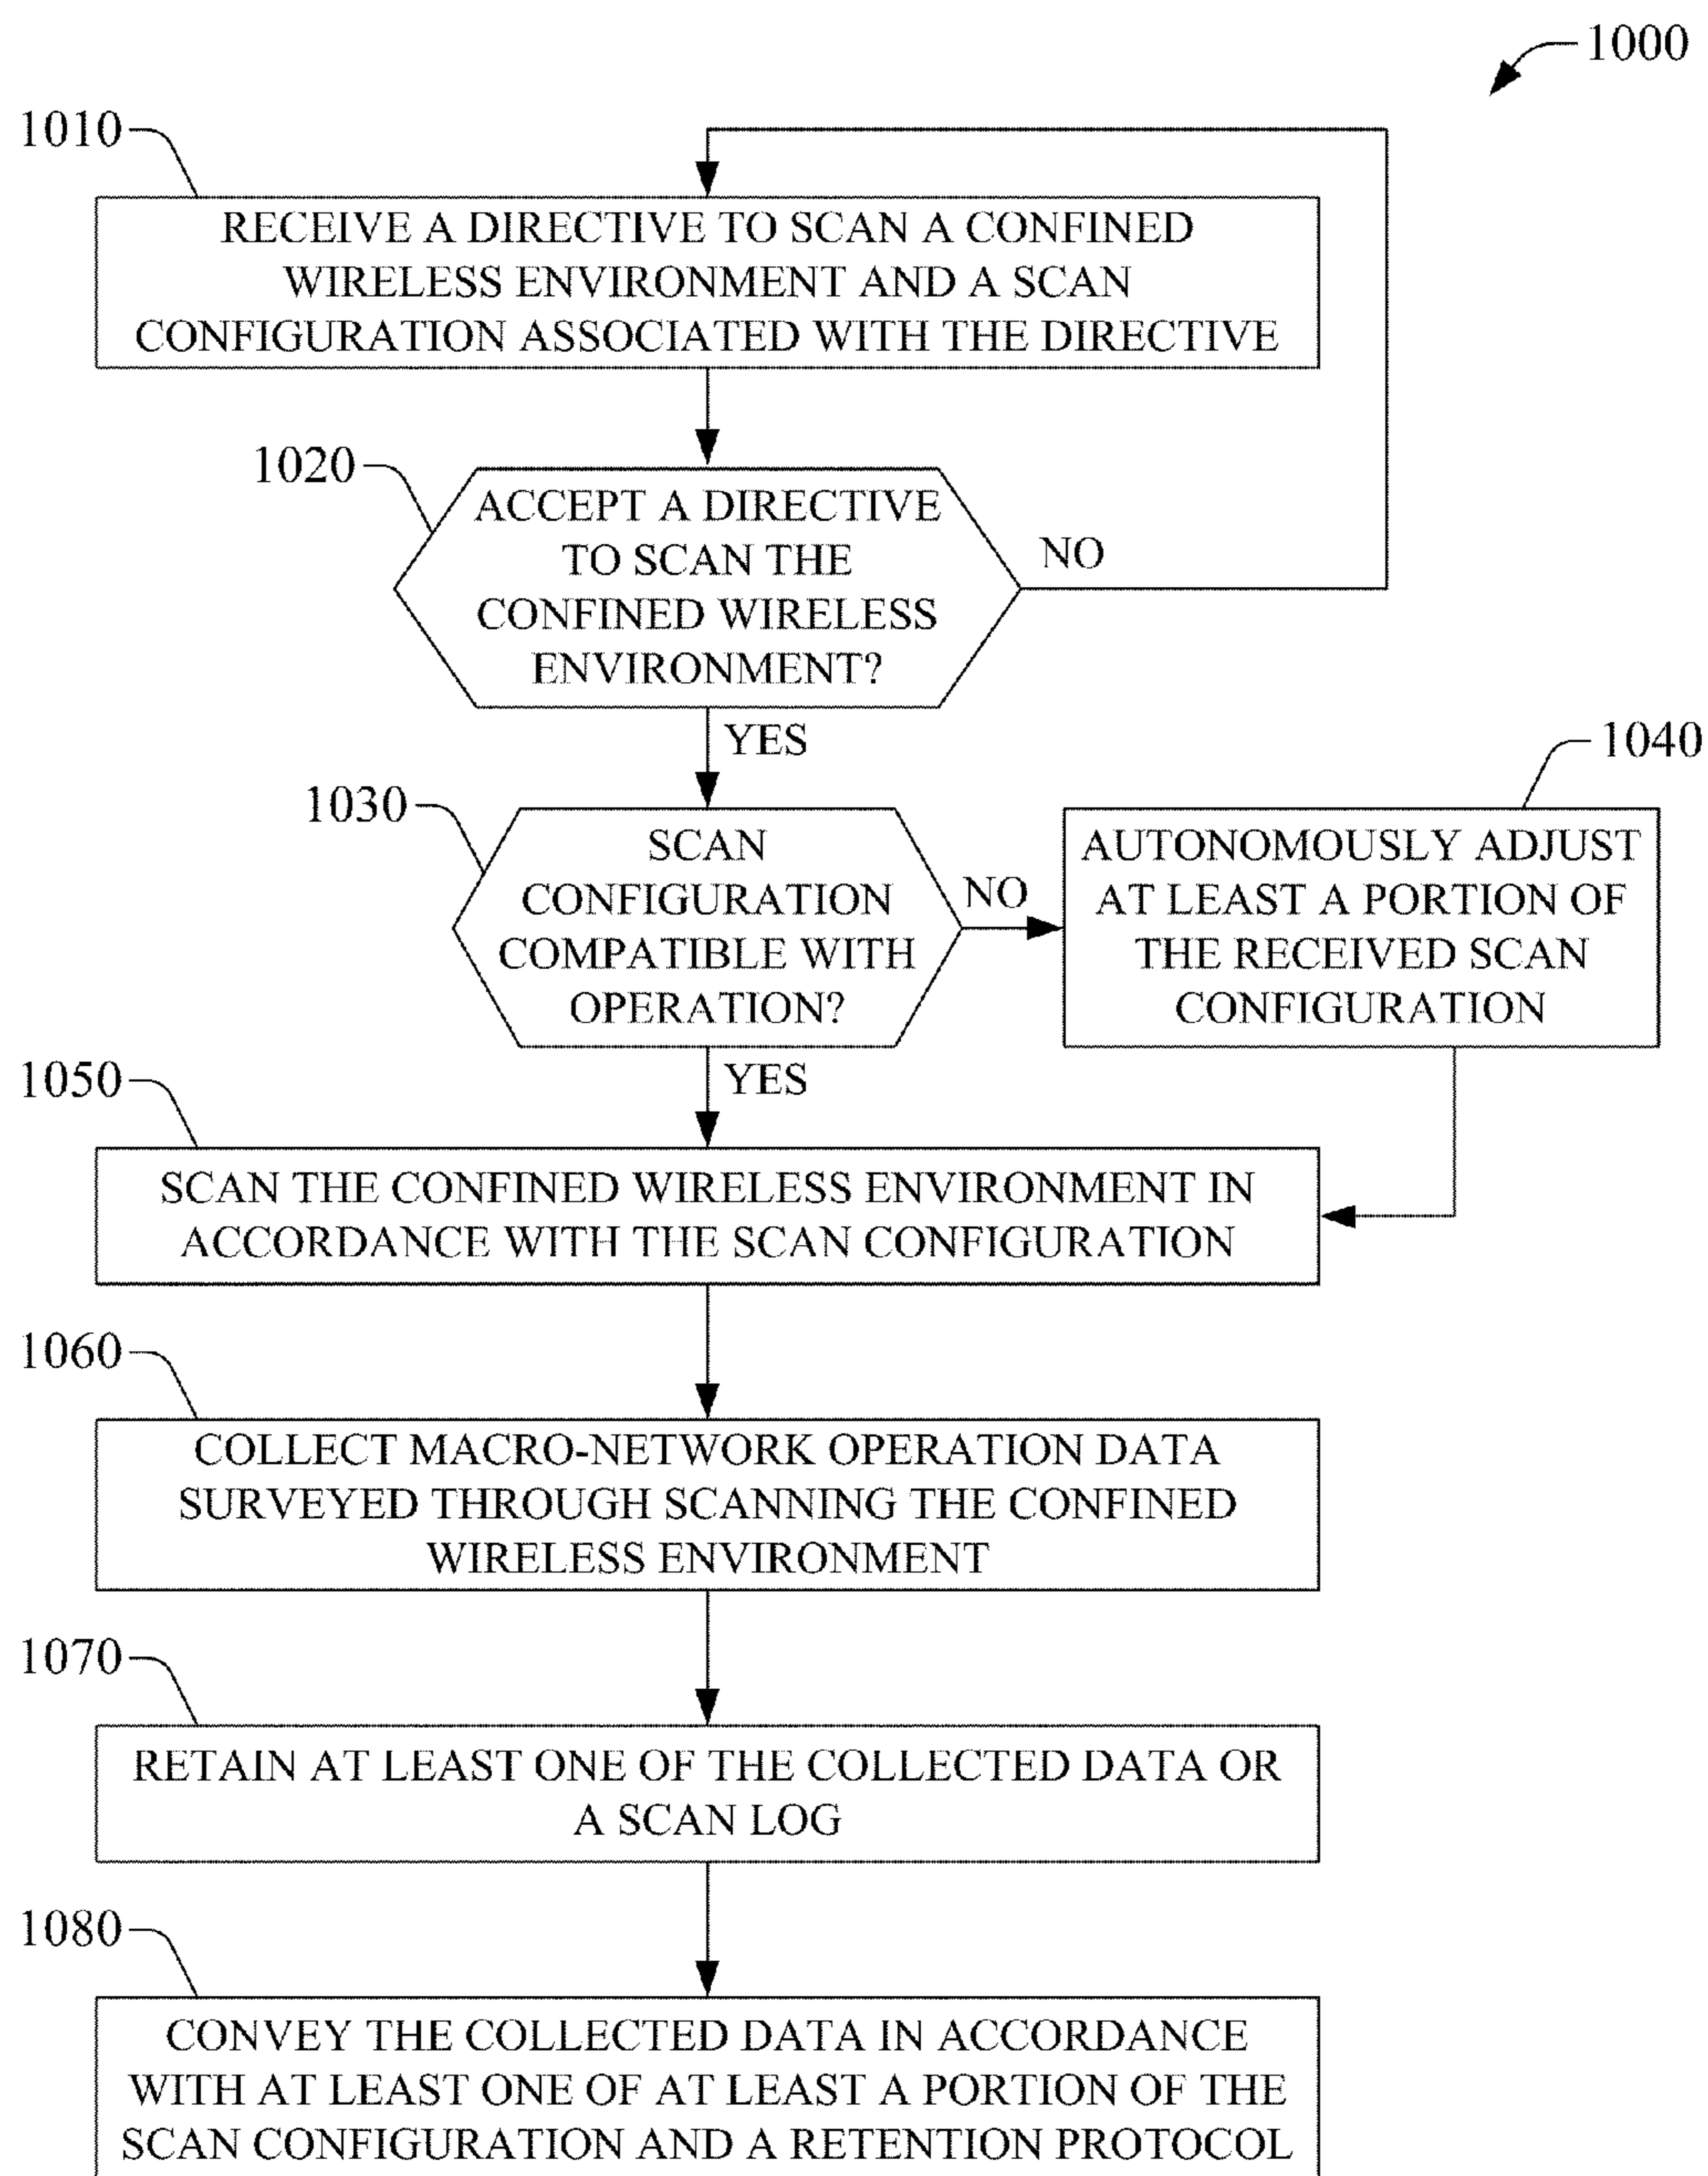 1000
1010
RECEIVE A DIRECTIVE TO SCAN A CONFINED
WIRELESS ENVIRONMENT AND A SCAN
CONFIGURATION ASSOCIATED WITH THE DIRECTIVE
1020
ACCEPT A DIRECTIVE
TO SCAN THE
CONFINED WIRELESS
ENVIRONMENT?
NO
YES
1030
SCAN
CONFIGURATION
COMPATIBLE WITH
OPERATION?
NO
YES
1040
AUTONOMOUSLY ADJUST
AT LEAST A PORTION OF
THE RECEIVED SCAN
CONFIGURATION
1050
SCAN THE CONFINED WIRELESS ENVIRONMENT IN
ACCORDANCE WITH THE SCAN CONFIGURATION
1060
COLLECT MACRO-NETWORK OPERATION DATA
SURVEYED THROUGH SCANNING THE CONFINED
WIRELESS ENVIRONMENT
1070
RETAIN AT LEAST ONE OF THE COLLECTED DATA OR
A SCAN LOG
1080
CONVEY THE COLLECTED DATA IN ACCORDANCE
WITH AT LEAST ONE OF AT LEAST A PORTION OF THE
SCAN CONFIGURATION AND A RETENTION PROTOCOL